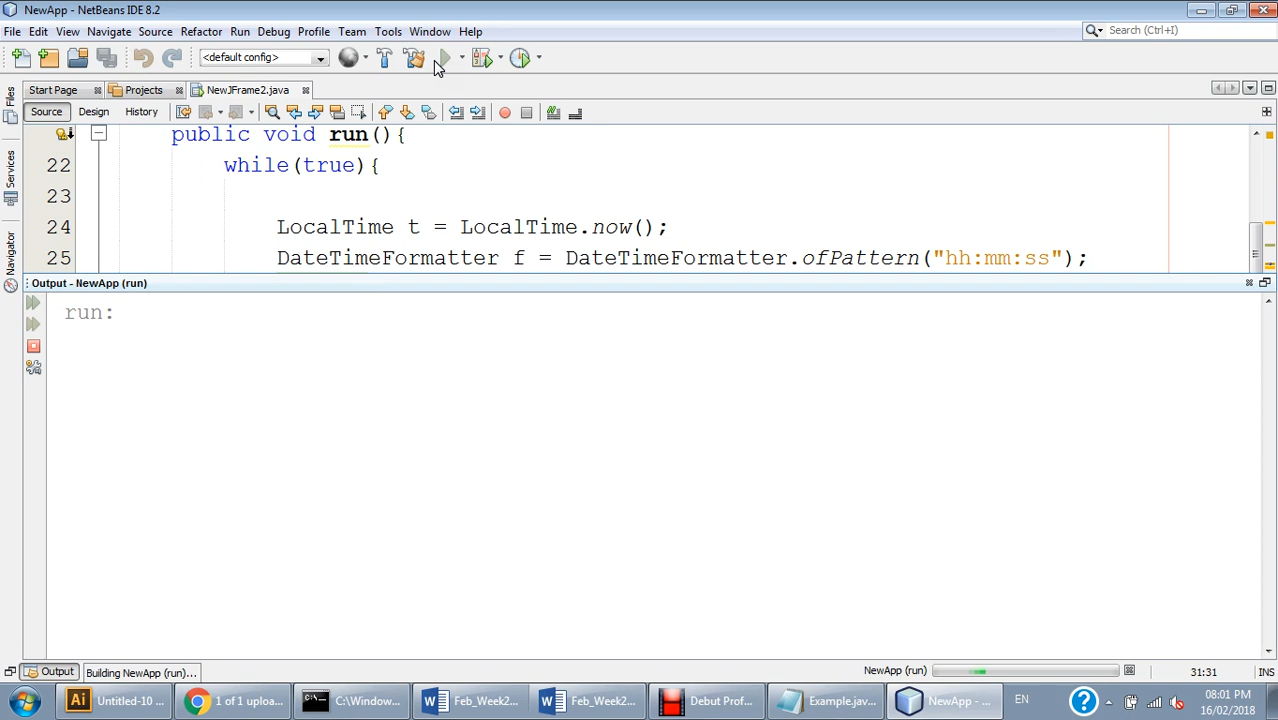 NewApp - NetBeans IDE 8.2
File Edit View Navigate Source Refactor Run Debug Profile Team Tools Window Help
Search (Ctrl+I)
<default config>
Files
Services
Navigator
Start Page Projects NewJFrame2.java
Source Design History
public void run(){
22 while(true){
23
24 LocalTime t = LocalTime.now();
25 DateTimeFormatter f = DateTimeFormatter.ofPattern("hh:mm:ss");
Output - NewApp (run)
run:
Output Building NewApp (run)... NewApp (run) 31:31 INS
Ai Untitled-10 ... 1 of 1 uploa... C:\Window... Feb_Week2... Feb_Week2... Debut Prof... Example.jav... NewApp - ... EN
08:01 PM
16/02/2018